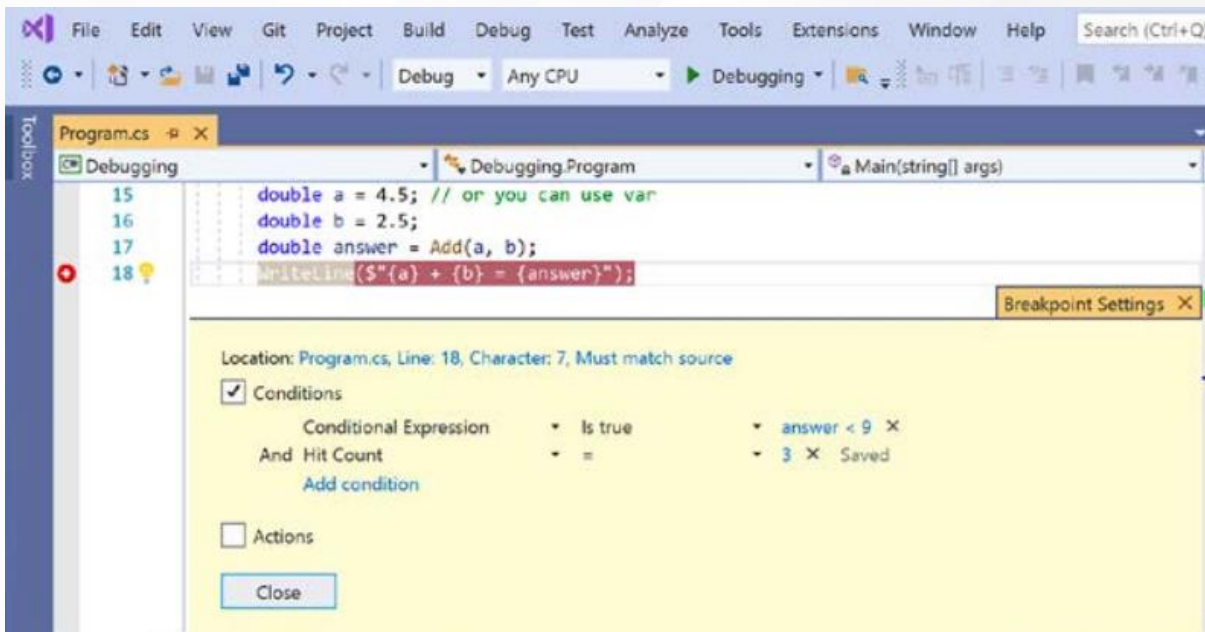 File Edit View Git Project Build Debug Test Analyze Tools Extensions Window Help Search (Ctrl+Q)
Debug Any CPU Debugging
Toolbox
Program.cs
Debugging Debugging.Program Main(string[] args)
15 double a = 4.5; // or you can use var
16 double b = 2.5;
17 double answer = Add(a, b);
18 WriteLine($"{a} + {b} = {answer}");
Breakpoint Settings
Location: Program.cs, Line: 18, Character: 7, Must match source
Conditions
Conditional Expression Is true answer < 9
And Hit Count = 3 Saved
Add condition
Actions
Close